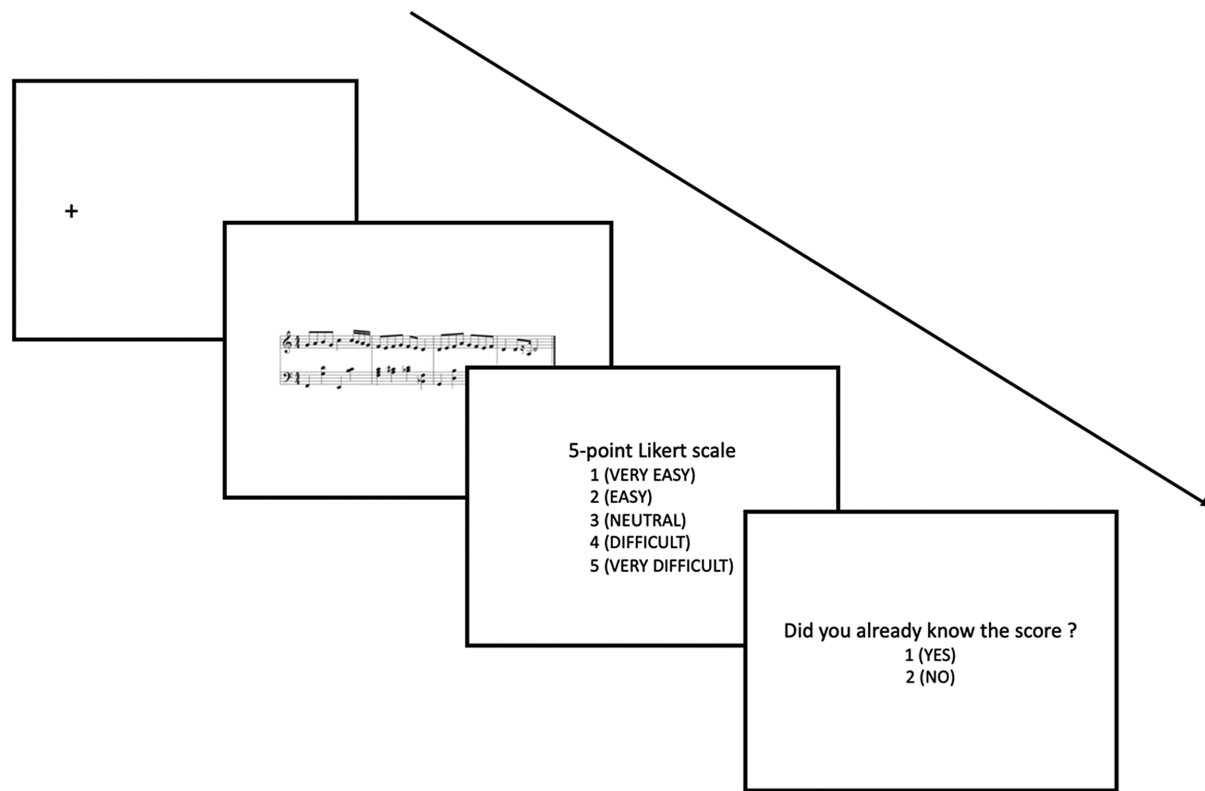 +
5-point Likert scale
1 (VERY EASY)
2 (EASY)
3 (NEUTRAL)
4 (DIFFICULT)
5 (VERY DIFFICULT)
Did you already know the score ?
1 (YES)
2 (NO)